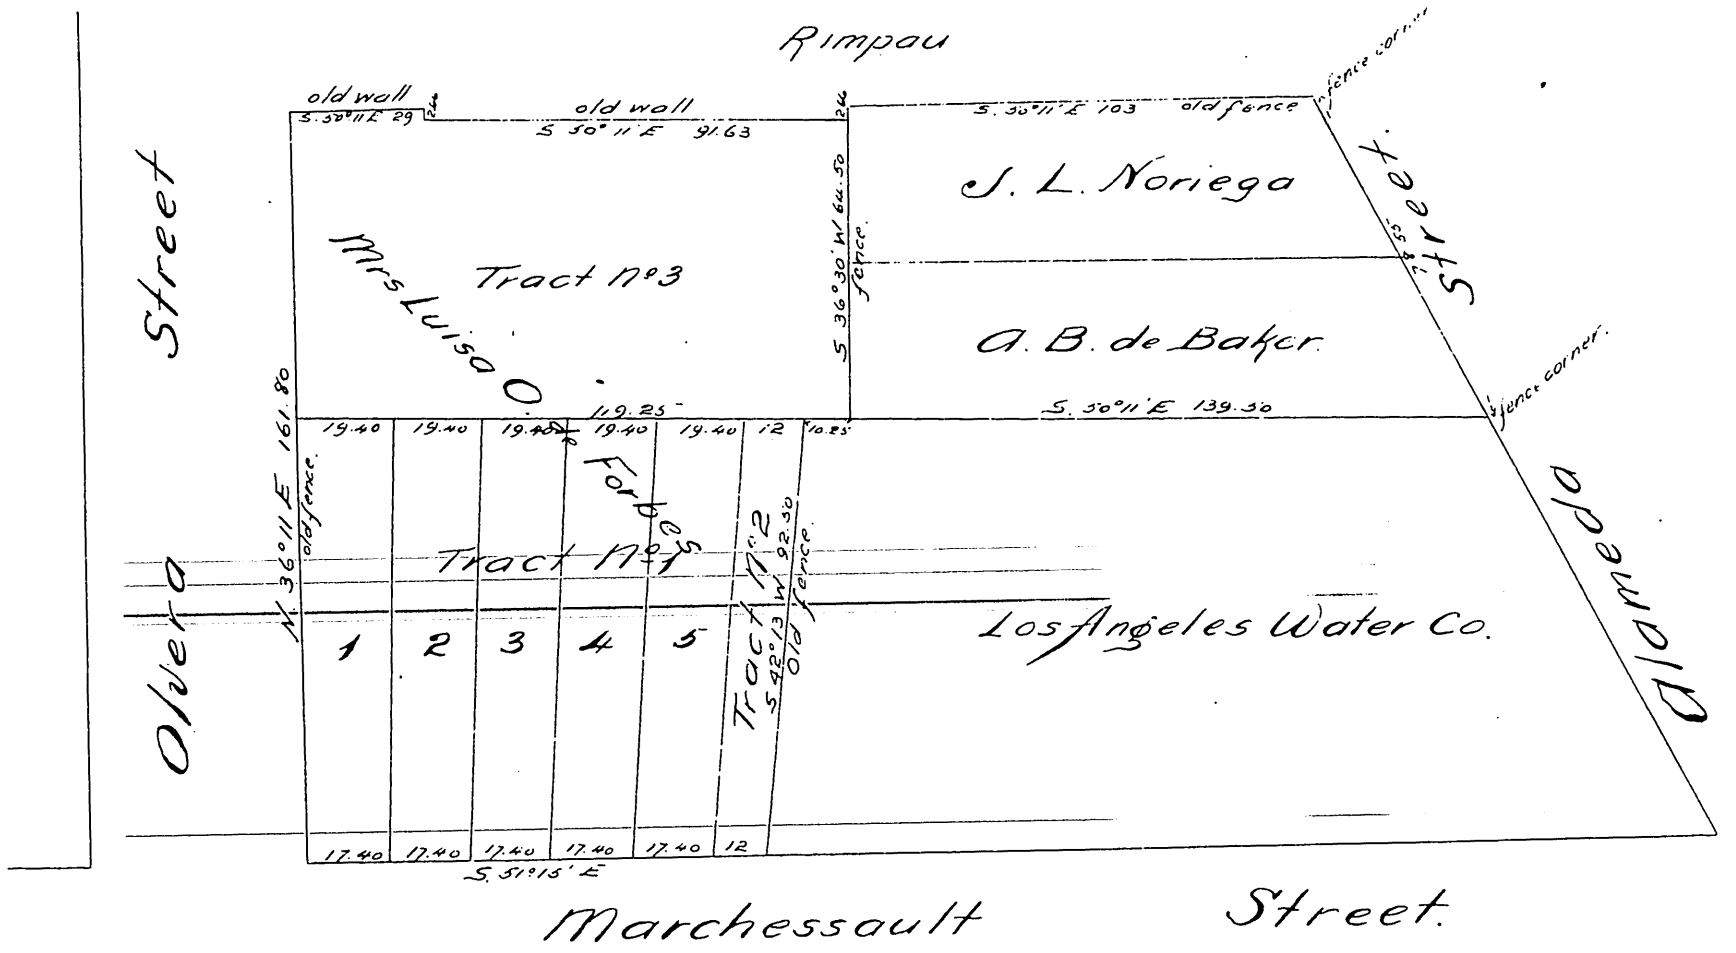 Rimpau
old wall
S. 50° 11' E 29
old wall
S 50° 11' E 91.63
S. 50° 11' E 103 old fence
fence corner
Street
J. L. Noriega
Mrs Luisa O. de Forbes
Tract No 3
S 36° 30' W 64.50
fence.
Street
A. B. de Baker.
fence corner.
S. 50° 11' E 139.50
119.25
19.40 19.40 19.40 19.40 19.40 12 10.25
N. 36° 11' E 161.80
old fence.
Tract No 1
Tract No 2
S 42° 13' W 92.50
Old fence.
Los Angeles Water Co.
Alameda
Olvera
1 2 3 4 5
17.40 17.40 17.40 17.40 17.40 12
S. 51° 15' E
Marchessault Street.